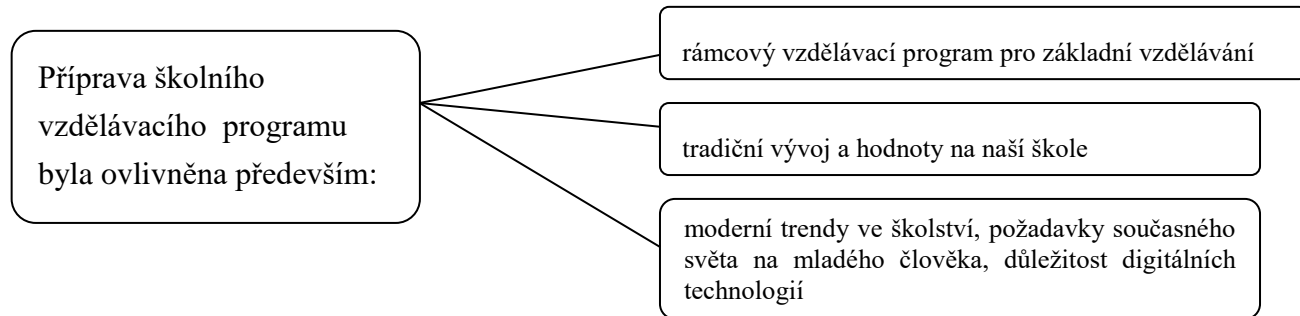 Příprava školního
vzdělávacího programu
byla ovlivněna především:
rámcový vzdělávací program pro základní vzdělávání
tradiční vývoj a hodnoty na naší škole
moderní trendy ve školství, požadavky současného
světa na mladého člověka, důležitost digitálních
technologií